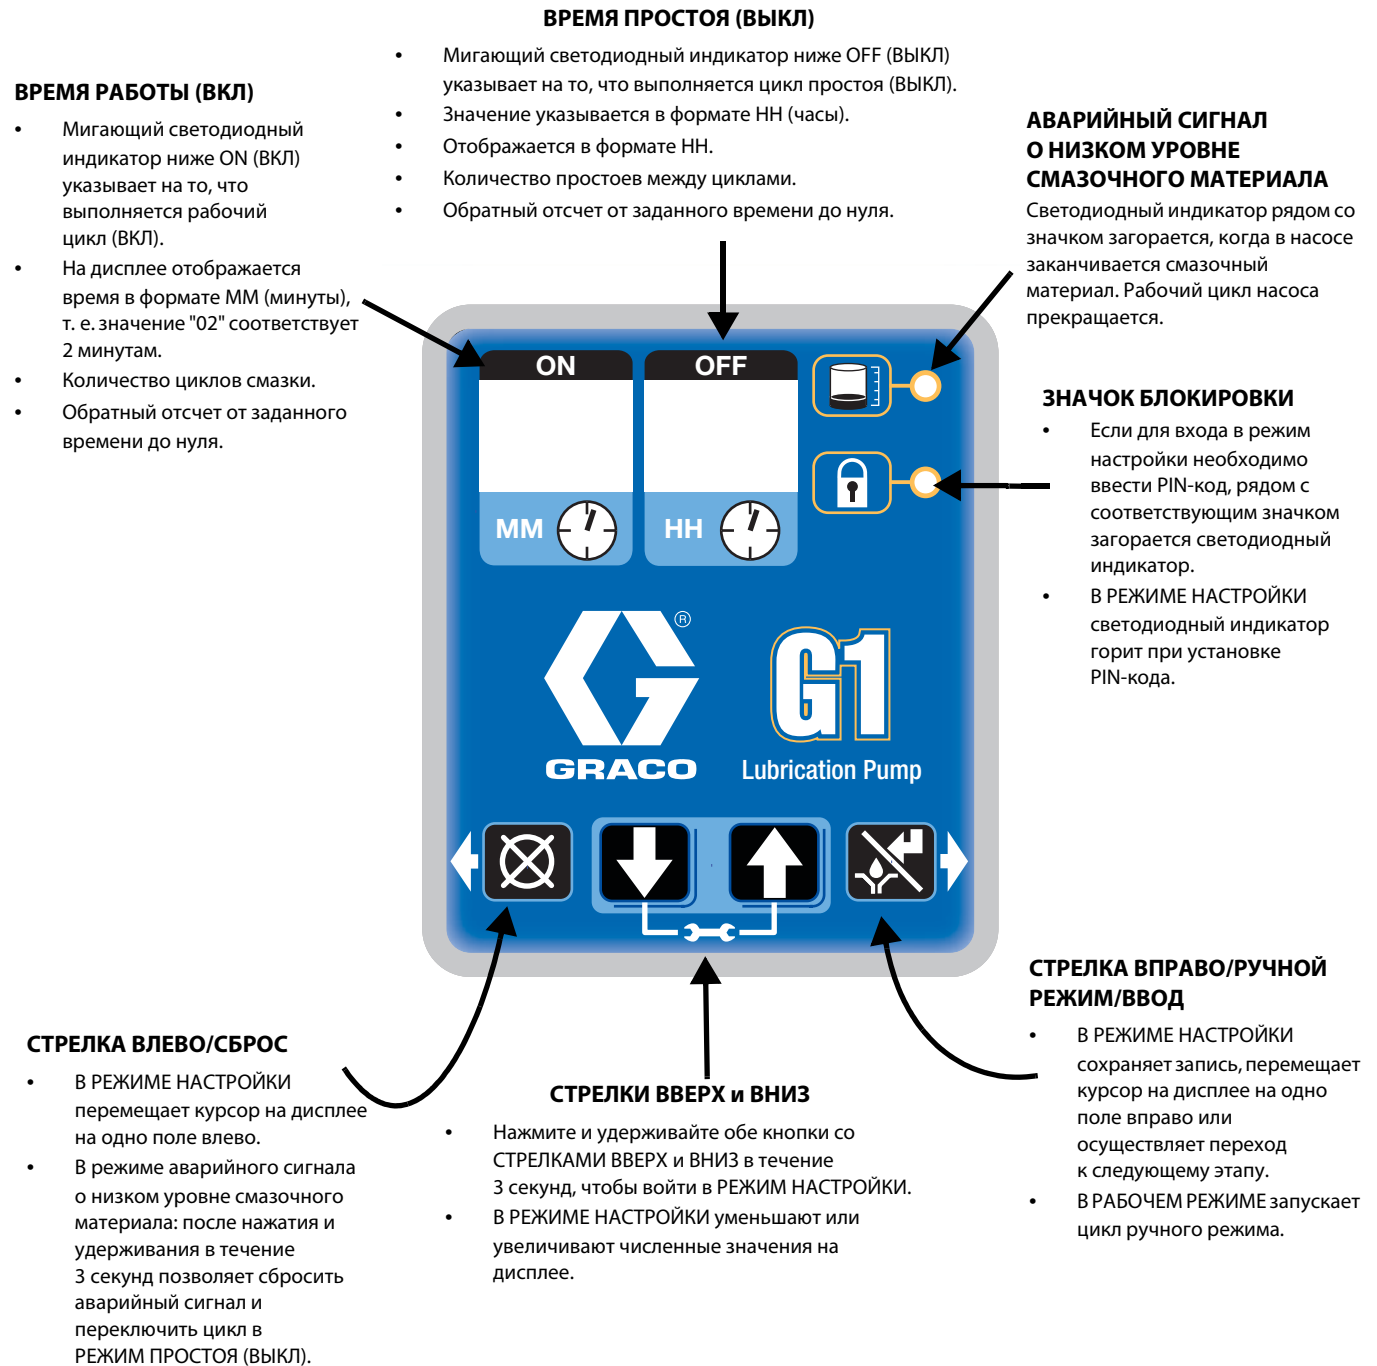 ВРЕМЯ ПРОСТОЯ (ВЫКЛ)
• Мигающий светодиодный индикатор ниже OFF (ВЫКЛ)
указывает на то, что выполняется цикл простоя (ВЫКЛ).
• Значение указывается в формате HH (часы).
• Отображается в формате HH.
• Количество простоев между циклами.
• Обратный отсчет от заданного времени до нуля.
ВРЕМЯ РАБОТЫ (ВКЛ)
• Мигающий светодиодный
индикатор ниже ON (ВКЛ)
указывает на то, что
выполняется рабочий
цикл (ВКЛ).
• На дисплее отображается
время в формате MM (минуты),
т. е. значение "02" соответствует
2 минутам.
• Количество циклов смазки.
• Обратный отсчет от заданного
времени до нуля.
АВАРИЙНЫЙ СИГНАЛ
О НИЗКОМ УРОВНЕ
СМАЗОЧНОГО МАТЕРИАЛА
Светодиодный индикатор рядом со
значком загорается, когда в насосе
заканчивается смазочный
материал. Рабочий цикл насоса
прекращается.
ЗНАЧОК БЛОКИРОВКИ
• Если для входа в режим
настройки необходимо
ввести PIN-код, рядом с
соответствующим значком
загорается светодиодный
индикатор.
• В РЕЖИМЕ НАСТРОЙКИ
светодиодный индикатор
горит при установке
PIN-кода.
ON
OFF
MM
HH
®
GRACO
G1
Lubrication Pump
СТРЕЛКА ВЛЕВО/СБРОС
• В РЕЖИМЕ НАСТРОЙКИ
перемещает курсор на дисплее
на одно поле влево.
• В режиме аварийного сигнала
о низком уровне смазочного
материала: после нажатия и
удерживания в течение
3 секунд позволяет сбросить
аварийный сигнал и
переключить цикл в
РЕЖИМ ПРОСТОЯ (ВЫКЛ).
СТРЕЛКИ ВВЕРХ и ВНИЗ
• Нажмите и удерживайте обе кнопки со
СТРЕЛКАМИ ВВЕРХ и ВНИЗ в течение
3 секунд, чтобы войти в РЕЖИМ НАСТРОЙКИ.
• В РЕЖИМЕ НАСТРОЙКИ уменьшают или
увеличивают численные значения на
дисплее.
СТРЕЛКА ВПРАВО/РУЧНОЙ
РЕЖИМ/ВВОД
• В РЕЖИМЕ НАСТРОЙКИ
сохраняет запись, перемещает
курсор на дисплее на одно
поле вправо или
осуществляет переход
к следующему этапу.
• В РАБОЧЕМ РЕЖИМЕ запускает
цикл ручного режима.